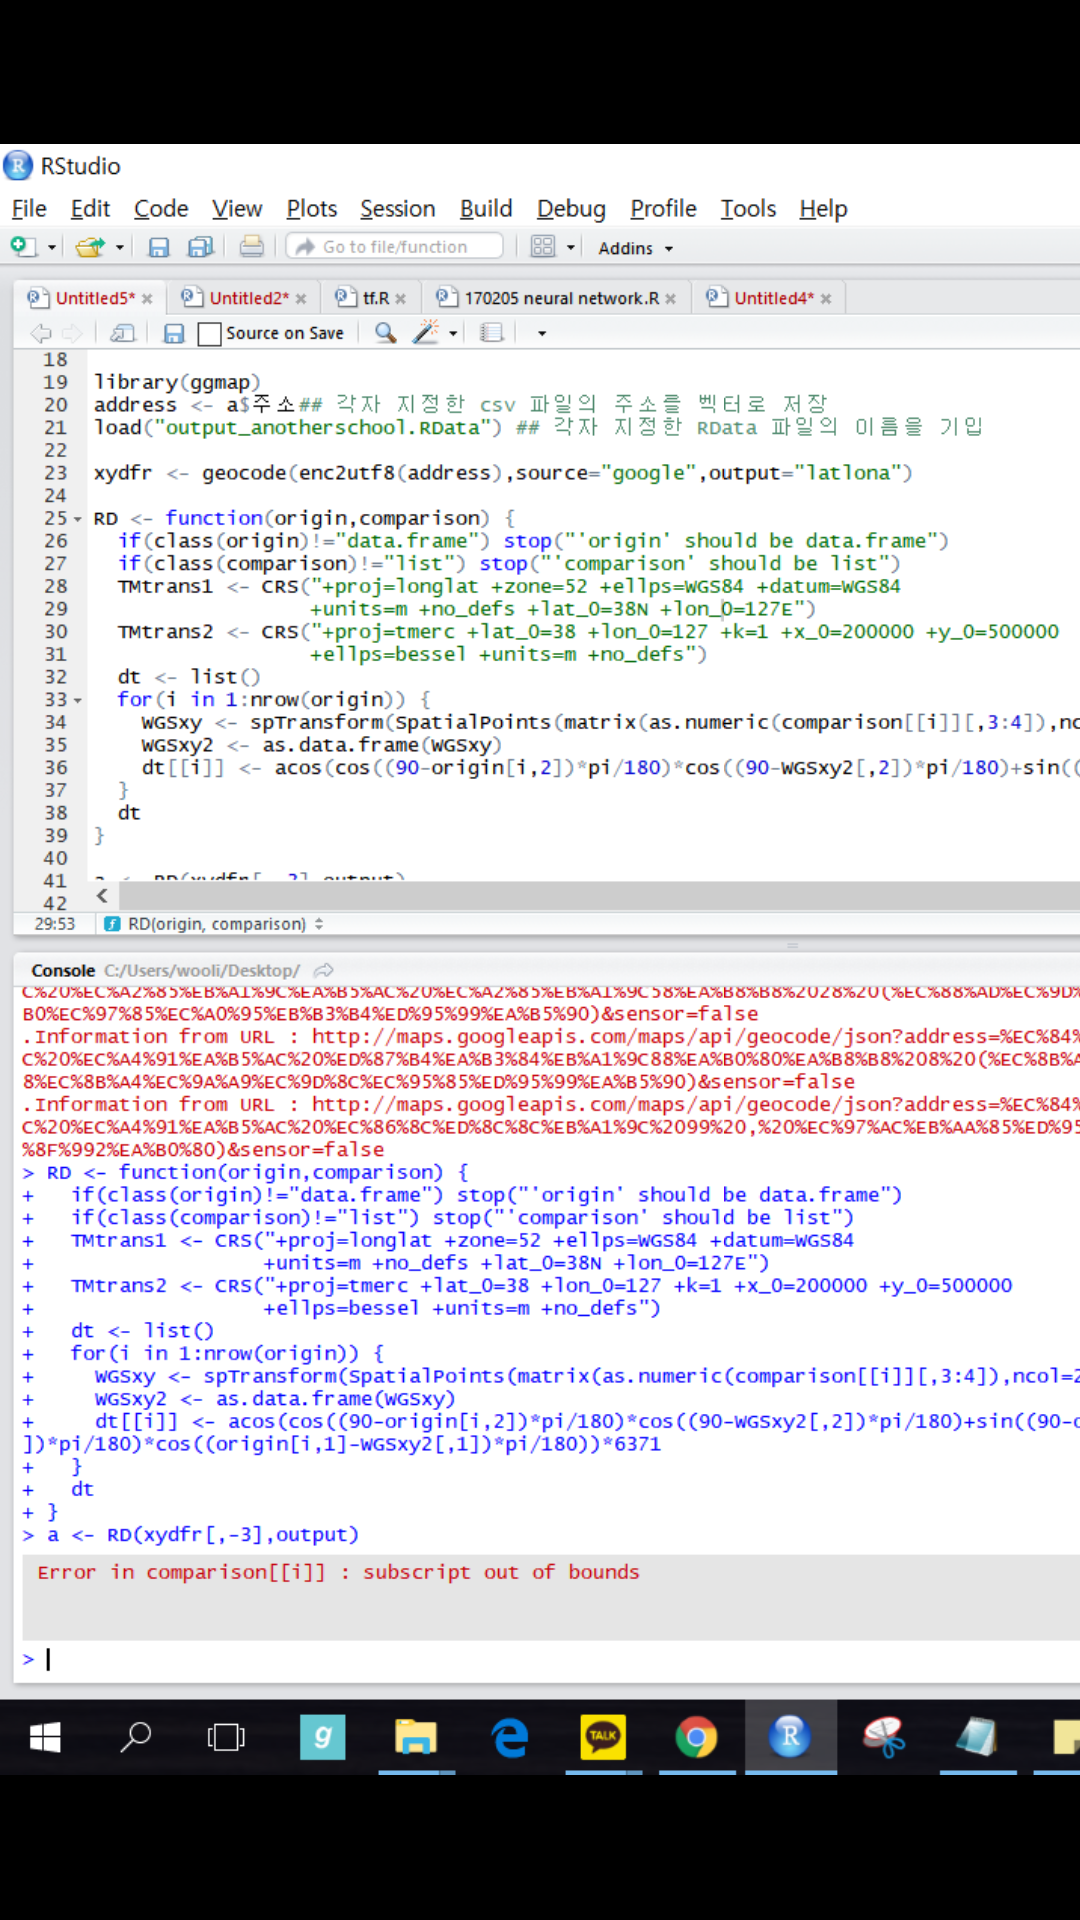 RStudio
File Edit Code View Plots Session Build Debug Profile Tools Help
Go to file/function Addins
Untitled5* Untitled2* tf.R 170205 neural network.R Untitled4*
Source on Save
18
19 library(ggmap)
20 address <- a$주소## 각자 지정한 csv 파일의 주소를 벡터로 저장
21 load("output_anotherschool.RData") ## 각자 지정한 RData 파일의 이름을 기입
22
23 xydfr <- geocode(enc2utf8(address),source="google",output="latlona")
24
25 RD <- function(origin,comparison) {
26 if(class(origin)!="data.frame") stop("'origin' should be data.frame")
27 if(class(comparison)!="list") stop("'comparison' should be list")
28 TMtrans1 <- CRS("+proj=longlat +zone=52 +ellps=WGS84 +datum=WGS84
29 +units=m +no_defs +lat_0=38N +lon_0=127E")
30 TMtrans2 <- CRS("+proj=tmerc +lat_0=38 +lon_0=127 +k=1 +x_0=200000 +y_0=500000
31 +ellps=bessel +units=m +no_defs")
32 dt <- list()
33 for(i in 1:nrow(origin)) {
34 WGSxy <- spTransform(SpatialPoints(matrix(as.numeric(comparison[[i]][,3:4]),nc
35 WGSxy2 <- as.data.frame(WGSxy)
36 dt[[i]] <- acos(cos((90-origin[i,2])*pi/180)*cos((90-WGSxy2[,2])*pi/180)+sin((
37 }
38 dt
39 }
40
41 a <- RD(xydfr[,-3],output)
42
29:53 RD(origin, comparison)
Console C:/Users/wooli/Desktop/
C%20%EC%A2%85%EB%A1%9C%EA%B5%AC%20%EC%A2%85%EB%A1%9C58%EA%B8%B8%2028%20(%EC%88%AD%EC%9D%
B0%EC%97%85%EC%A0%95%EB%B3%B4%ED%95%99%EA%B5%90)&sensor=false
.Information from URL : http://maps.googleapis.com/maps/api/geocode/json?address=%EC%84%
C%20%EC%A4%91%EA%B5%AC%20%ED%87%B4%EA%B3%84%EB%A1%9C88%EA%B0%80%EA%B8%B8%208%20(%EC%8B%A
8%EC%8B%A4%EC%9A%A9%EC%9D%8C%EC%95%85%ED%95%99%EA%B5%90)&sensor=false
.Information from URL : http://maps.googleapis.com/maps/api/geocode/json?address=%EC%84%
C%20%EC%A4%91%EA%B5%AC%20%EC%86%8C%ED%8C%8C%EB%A1%9C%2099%20,%20%EC%97%AC%EB%AA%85%ED%95
%8F%992%EA%B0%80)&sensor=false
> RD <- function(origin,comparison) {
+ if(class(origin)!="data.frame") stop("'origin' should be data.frame")
+ if(class(comparison)!="list") stop("'comparison' should be list")
+ TMtrans1 <- CRS("+proj=longlat +zone=52 +ellps=WGS84 +datum=WGS84
+ +units=m +no_defs +lat_0=38N +lon_0=127E")
+ TMtrans2 <- CRS("+proj=tmerc +lat_0=38 +lon_0=127 +k=1 +x_0=200000 +y_0=500000
+ +ellps=bessel +units=m +no_defs")
+ dt <- list()
+ for(i in 1:nrow(origin)) {
+ WGSxy <- spTransform(SpatialPoints(matrix(as.numeric(comparison[[i]][,3:4]),ncol=2
+ WGSxy2 <- as.data.frame(WGSxy)
+ dt[[i]] <- acos(cos((90-origin[i,2])*pi/180)*cos((90-WGSxy2[,2])*pi/180)+sin((90-o
])*pi/180)*cos((origin[i,1]-WGSxy2[,1])*pi/180))*6371
+ }
+ dt
+ }
> a <- RD(xydfr[,-3],output)
Error in comparison[[i]] : subscript out of bounds
>
g TALK R